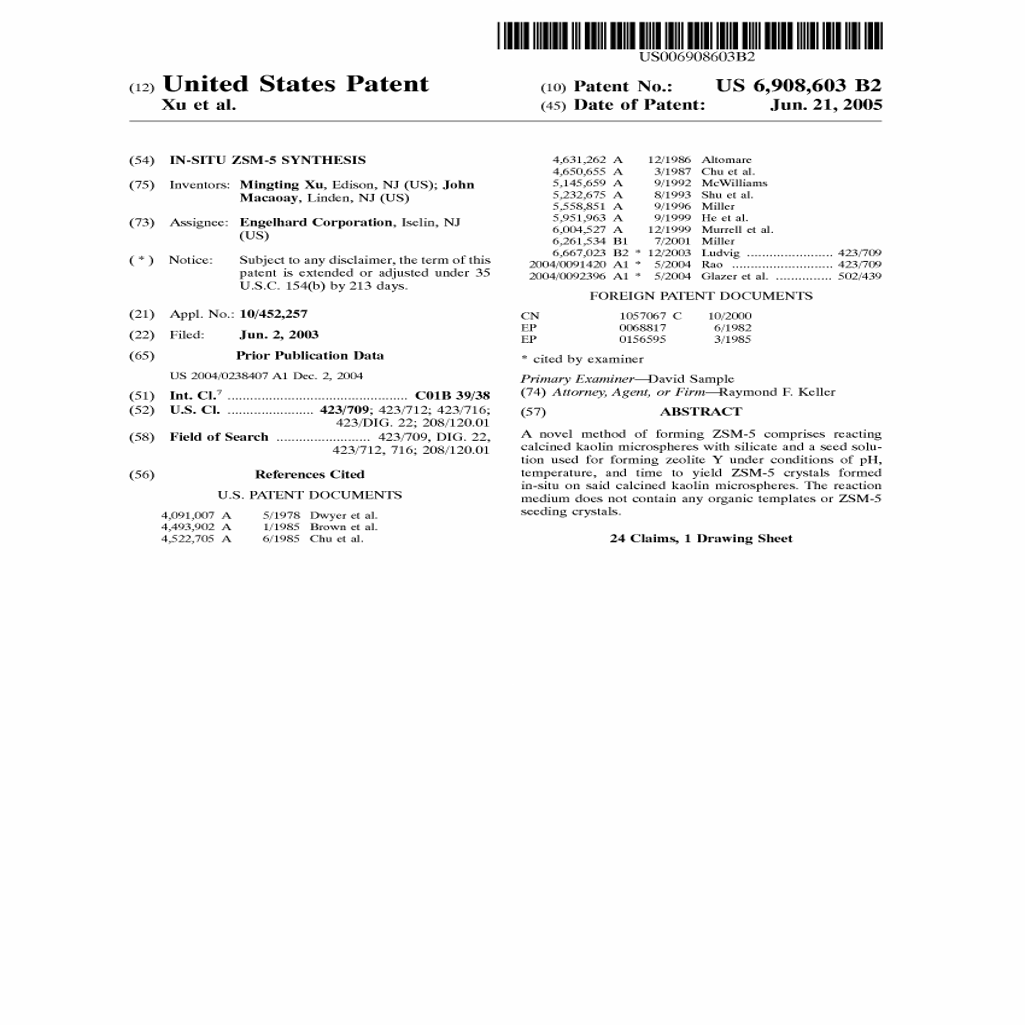 US006908603B2
(12) United States Patent
Xu et al.
(10) Patent No.: US 6,908,603 B2
(45) Date of Patent: Jun. 21, 2005
(54) IN-SITU ZSM-5 SYNTHESIS
(75) Inventors: Mingting Xu, Edison, NJ (US); John
Macaoay, Linden, NJ (US)
(73) Assignee: Engelhard Corporation, Iselin, NJ
(US)
( * ) Notice: Subject to any disclaimer, the term of this
patent is extended or adjusted under 35
U.S.C. 154(b) by 213 days.
(21) Appl. No.: 10/452,257
(22) Filed: Jun. 2, 2003
(65) Prior Publication Data
US 2004/0238407 A1 Dec. 2, 2004
(51) Int. Cl.7 ............................................... C01B 39/38
(52) U.S. Cl. ...................... 423/709; 423/712; 423/716;
423/DIG. 22; 208/120.01
(58) Field of Search ........................ 423/709, DIG. 22,
423/712, 716; 208/120.01
(56) References Cited
U.S. PATENT DOCUMENTS
4,091,007 A 5/1978 Dwyer et al.
4,493,902 A 1/1985 Brown et al.
4,522,705 A 6/1985 Chu et al.
4,631,262 A 12/1986 Altomare
4,650,655 A 3/1987 Chu et al.
5,145,659 A 9/1992 McWilliams
5,232,675 A 8/1993 Shu et al.
5,558,851 A 9/1996 Miller
5,951,963 A 9/1999 He et al.
6,004,527 A 12/1999 Murrell et al.
6,261,534 B1 7/2001 Miller
6,667,023 B2 * 12/2003 Ludvig ........................ 423/709
2004/0091420 A1 * 5/2004 Rao ............................ 423/709
2004/0092396 A1 * 5/2004 Glazer et al. ............... 502/439
FOREIGN PATENT DOCUMENTS
CN 1057067 C 10/2000
EP 0068817 6/1982
EP 0156595 3/1985
* cited by examiner
Primary Examiner—David Sample
(74) Attorney, Agent, or Firm—Raymond F. Keller
(57) ABSTRACT
A novel method of forming ZSM-5 comprises reacting
calcined kaolin microspheres with silicate and a seed solu-
tion used for forming zeolite Y under conditions of pH,
temperature, and time to yield ZSM-5 crystals formed
in-situ on said calcined kaolin microspheres. The reaction
medium does not contain any organic templates or ZSM-5
seeding crystals.
24 Claims, 1 Drawing Sheet